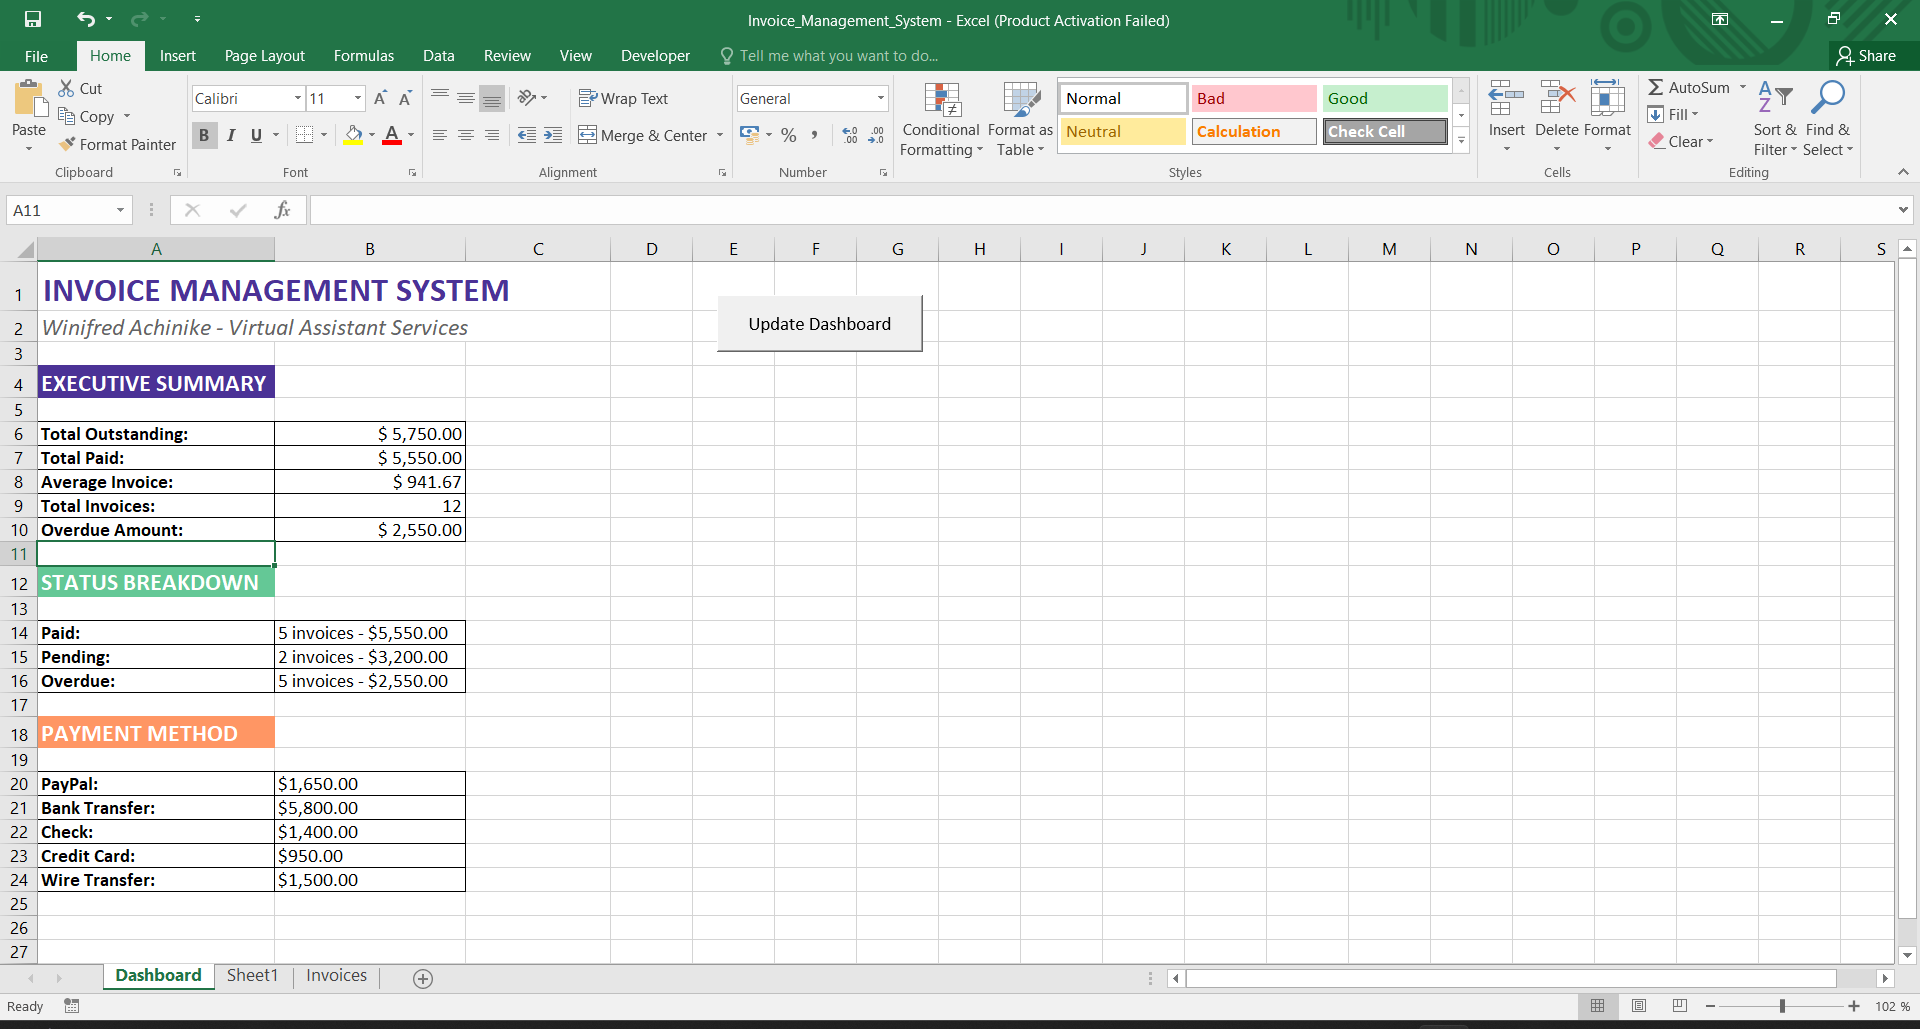 Invoice_Management_System - Excel (Product Activation Failed)
File Home Insert Page Layout Formulas Data Review View Developer Tell me what you want to do... Share
Paste
Cut
Copy
Format Painter
Clipboard
Calibri 11
B I U
Font
Wrap Text
Merge & Center
Alignment
General
Number
Conditional Formatting
Format as Table
Normal Bad Good
Neutral Calculation Check Cell
Styles
Insert Delete Format
Cells
AutoSum
Fill
Clear
Sort & Filter
Find & Select
Editing
A11 fx
A B C D E F G H I J K L M N O P Q R S
1 INVOICE MANAGEMENT SYSTEM
Update Dashboard
2 Winifred Achinike - Virtual Assistant Services
3
4 EXECUTIVE SUMMARY
5
6 Total Outstanding: $ 5,750.00
7 Total Paid: $ 5,550.00
8 Average Invoice: $ 941.67
9 Total Invoices: 12
10 Overdue Amount: $ 2,550.00
11
12 STATUS BREAKDOWN
13
14 Paid: 5 invoices - $5,550.00
15 Pending: 2 invoices - $3,200.00
16 Overdue: 5 invoices - $2,550.00
17
18 PAYMENT METHOD
19
20 PayPal: $1,650.00
21 Bank Transfer: $5,800.00
22 Check: $1,400.00
23 Credit Card: $950.00
24 Wire Transfer: $1,500.00
25
26
27
Dashboard Sheet1 Invoices
Ready 102 %